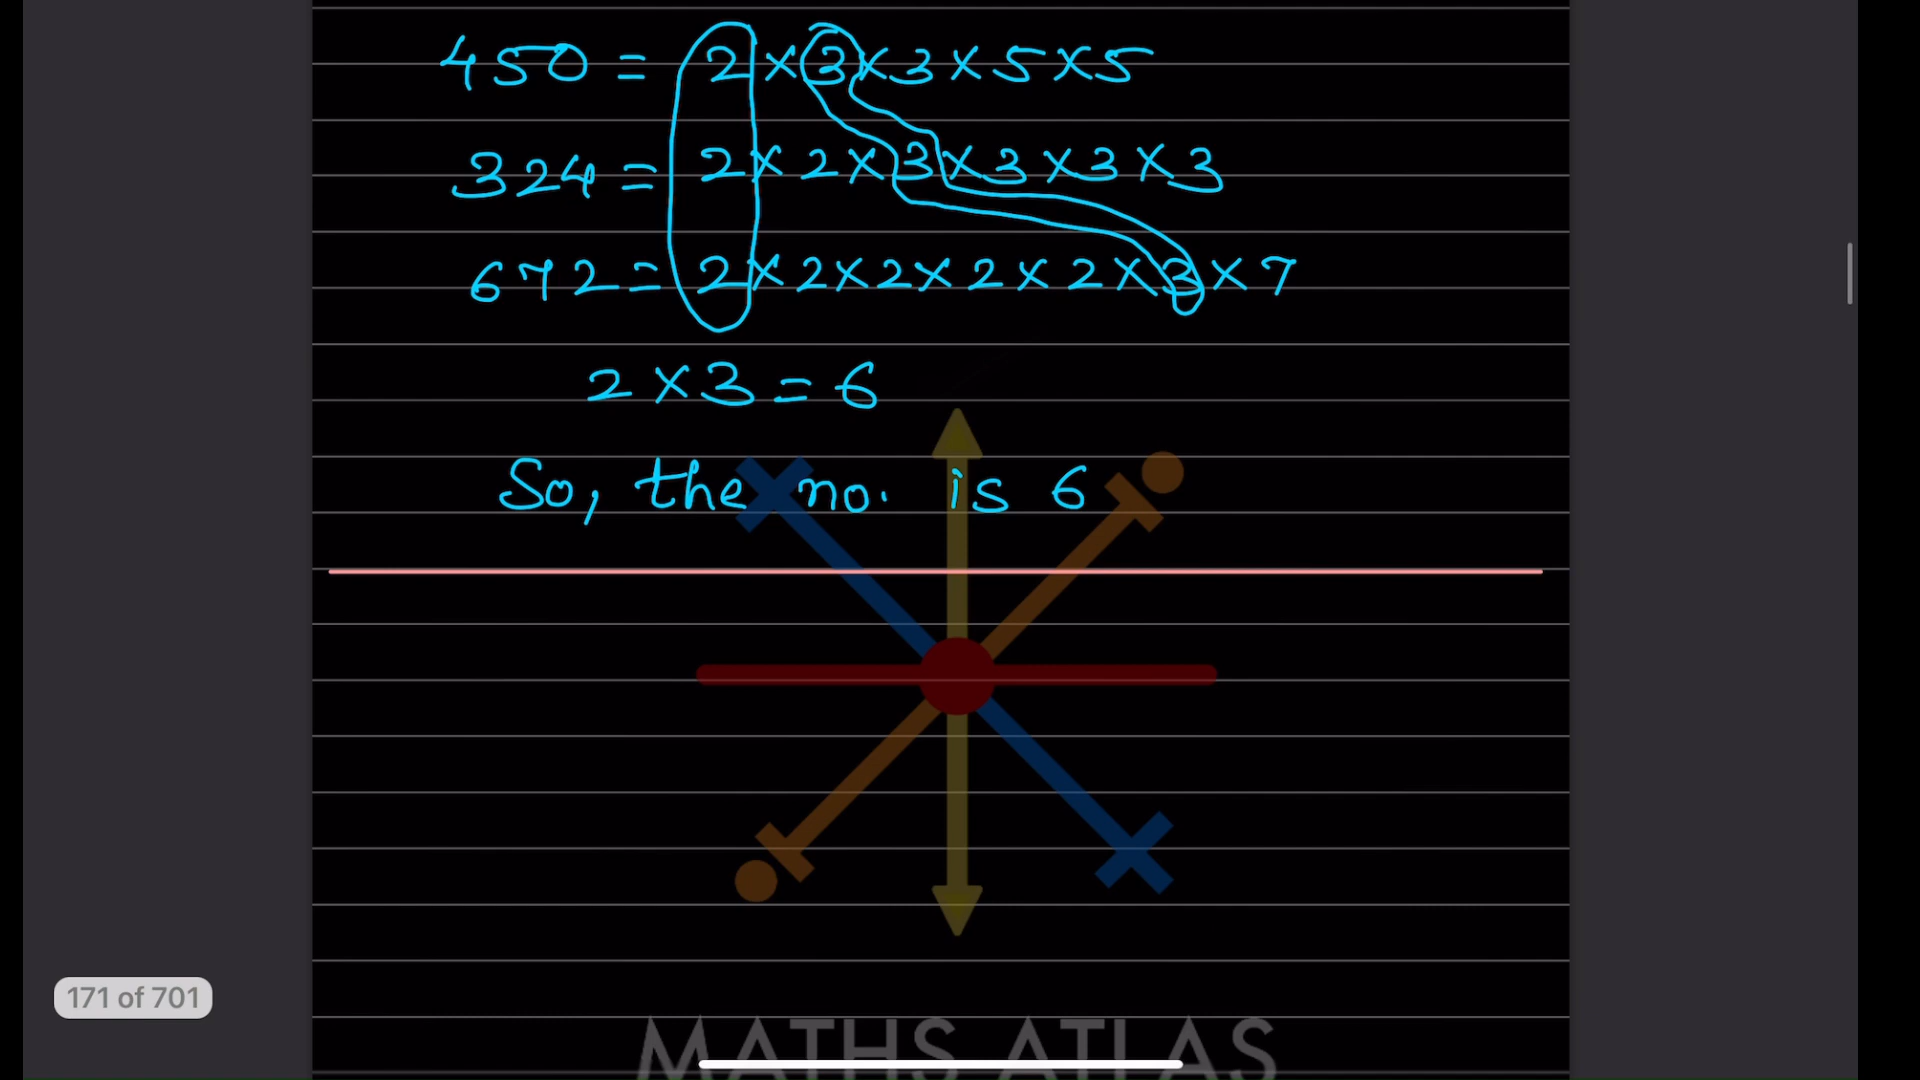 450 = 2 × 3 × 3 × 5 × 5
324 = 2 × 2 × 3 × 3 × 3 × 3
672 = 2 × 2 × 2 × 2 × 2 × 3 × 7
2 × 3 = 6
So, the no. is 6
171 of 701
MATHS ATLAS